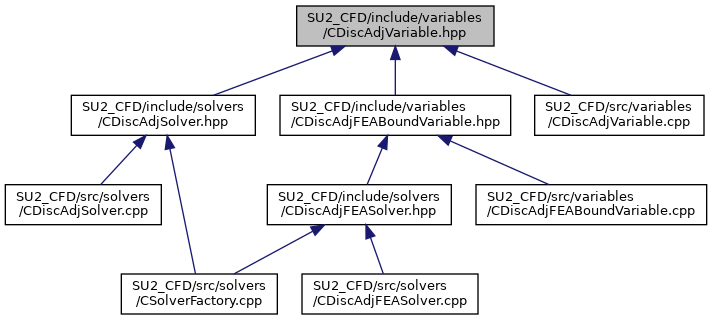 SU2_CFD/include/variables
/CDiscAdjVariable.hpp
SU2_CFD/include/solvers
/CDiscAdjSolver.hpp
SU2_CFD/include/variables
/CDiscAdjFEABoundVariable.hpp
SU2_CFD/src/variables
/CDiscAdjVariable.cpp
SU2_CFD/src/solvers
/CDiscAdjSolver.cpp
SU2_CFD/include/solvers
/CDiscAdjFEASolver.hpp
SU2_CFD/src/variables
/CDiscAdjFEABoundVariable.cpp
SU2_CFD/src/solvers
/CSolverFactory.cpp
SU2_CFD/src/solvers
/CDiscAdjFEASolver.cpp